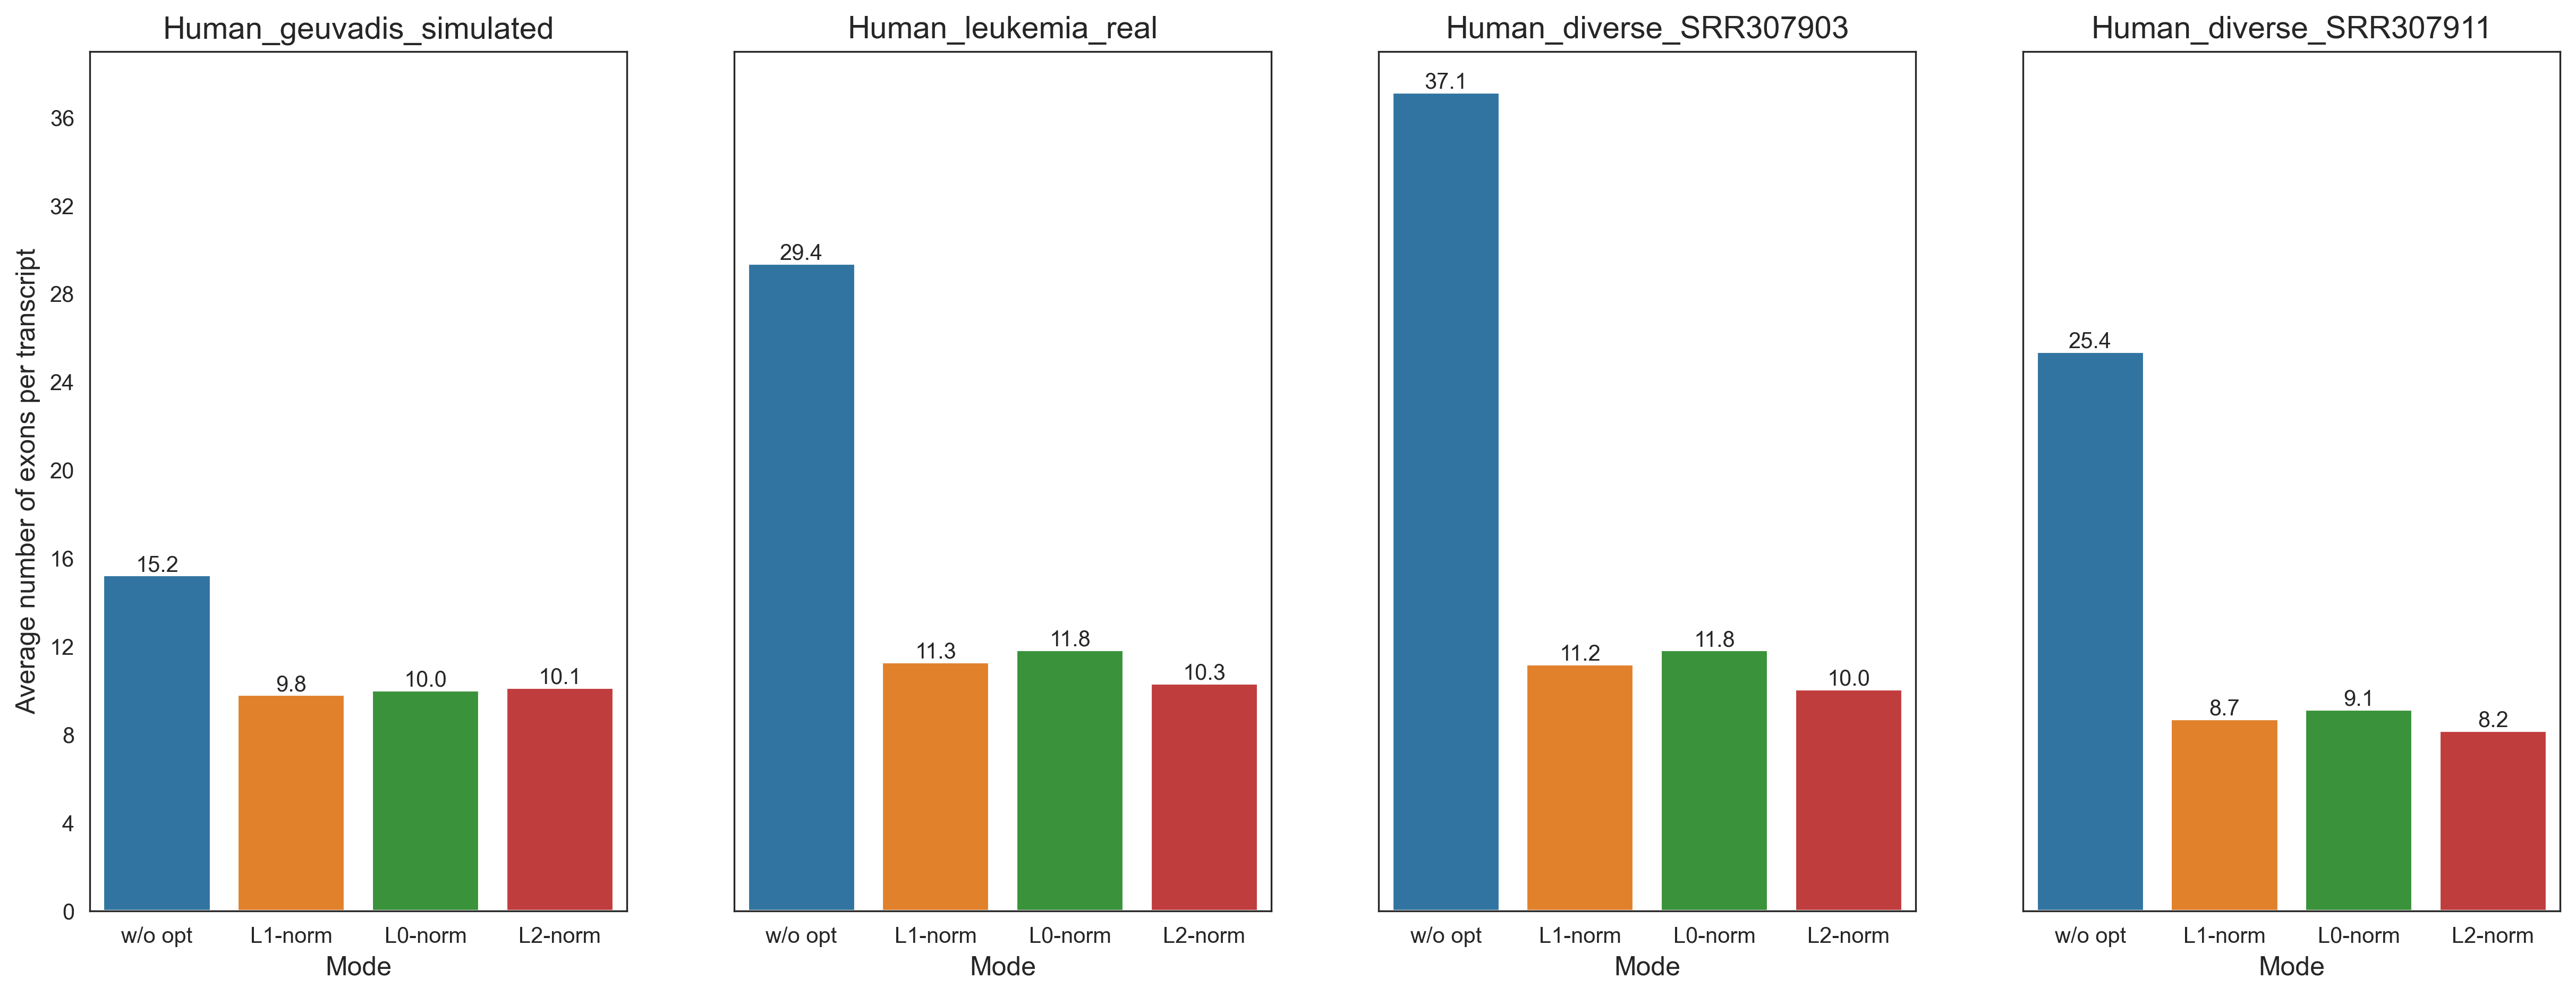 Human_geuvadis_simulated
Human_leukemia_real
Human_diverse_SRR307903
Human_diverse_SRR307911
Average number of exons per transcript
36
32
28
24
20
16
12
8
4
0
15.2
9.8
10.0
10.1
w/o opt
L1-norm
L0-norm
L2-norm
Mode
29.4
11.3
11.8
10.3
w/o opt
L1-norm
L0-norm
L2-norm
Mode
37.1
11.2
11.8
10.0
w/o opt
L1-norm
L0-norm
L2-norm
Mode
25.4
8.7
9.1
8.2
w/o opt
L1-norm
L0-norm
L2-norm
Mode